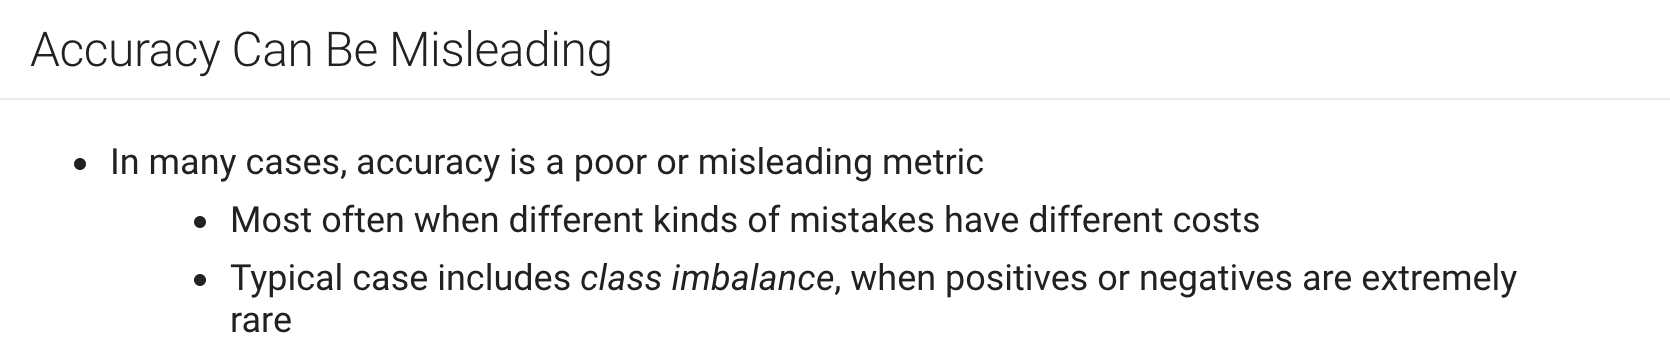 Accuracy Can Be Misleading
• In many cases, accuracy is a poor or misleading metric
• Most often when different kinds of mistakes have different costs
• Typical case includes class imbalance, when positives or negatives are extremely
rare